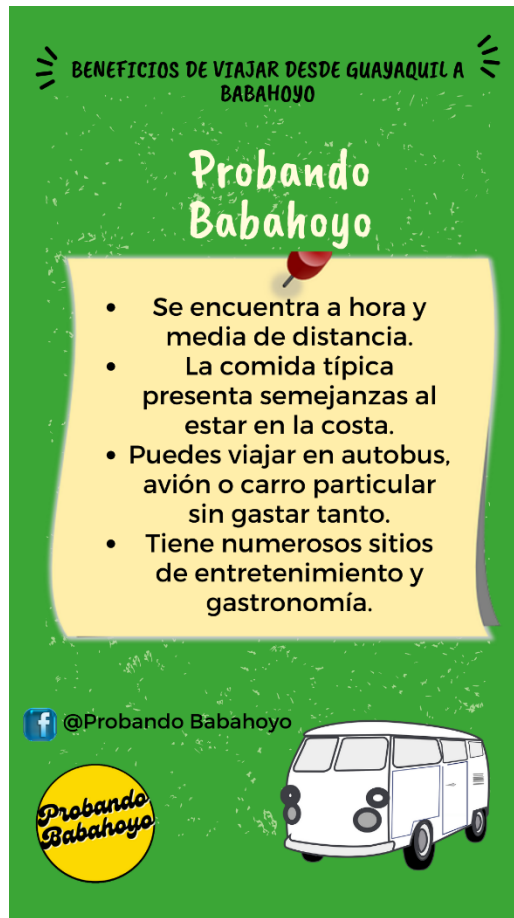 BENEFICIOS DE VIAJAR DESDE GUAYAQUIL A
BABAHOYO
Probando
Babahoyo
• Se encuentra a hora y
media de distancia.
• La comida típica
presenta semejanzas al
estar en la costa.
• Puedes viajar en autobus,
avión o carro particular
sin gastar tanto.
• Tiene numerosos sitios
de entretenimiento y
gastronomía.
f @Probando Babahoyo
Probando
Babahoyo